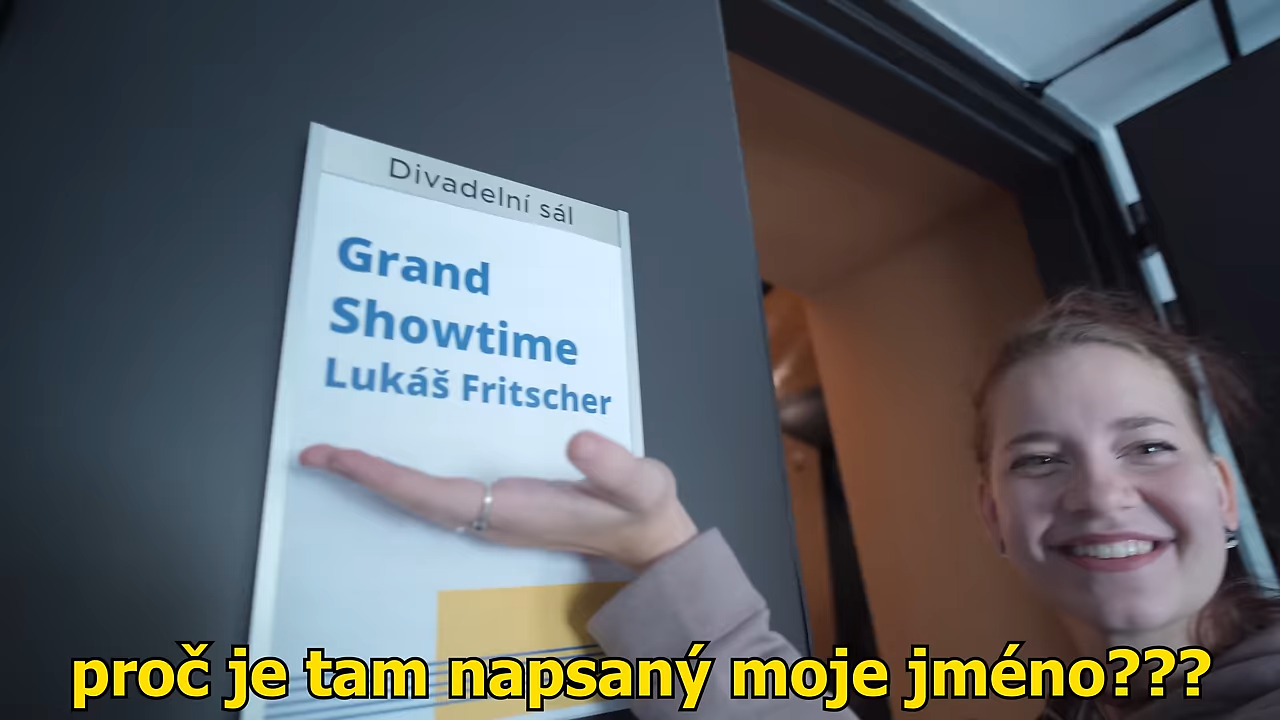 Divadelní sál
Grand
Showtime
Lukáš Fritscher
proč je tam napsaný moje jméno???